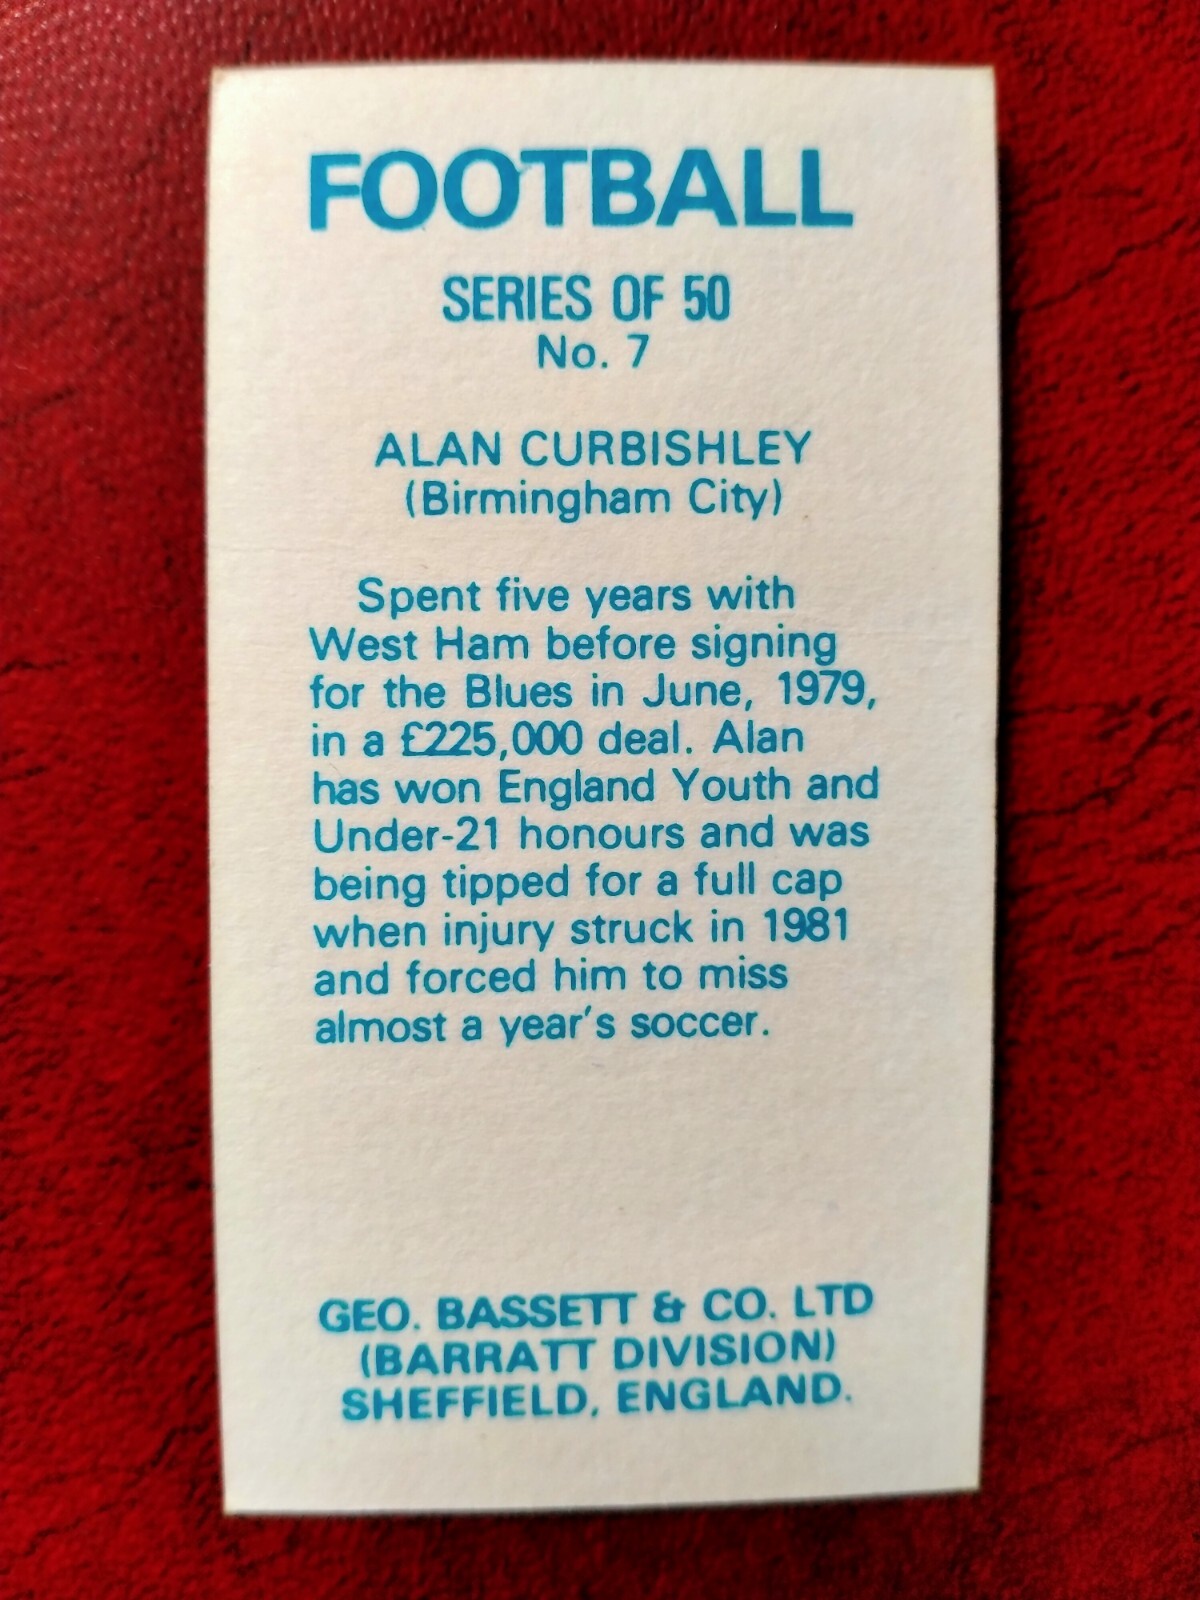 FOOTBALL
SERIES OF 50
No. 7
ALAN CURBISHLEY
(Birmingham City)
Spent five years with
West Ham before signing
for the Blues in June, 1979,
in a £225,000 deal. Alan
has won England Youth and
Under-21 honours and was
being tipped for a full cap
when injury struck in 1981
and forced him to miss
almost a year's soccer.
GEO. BASSETT & CO. LTD
(BARRATT DIVISION)
SHEFFIELD, ENGLAND.